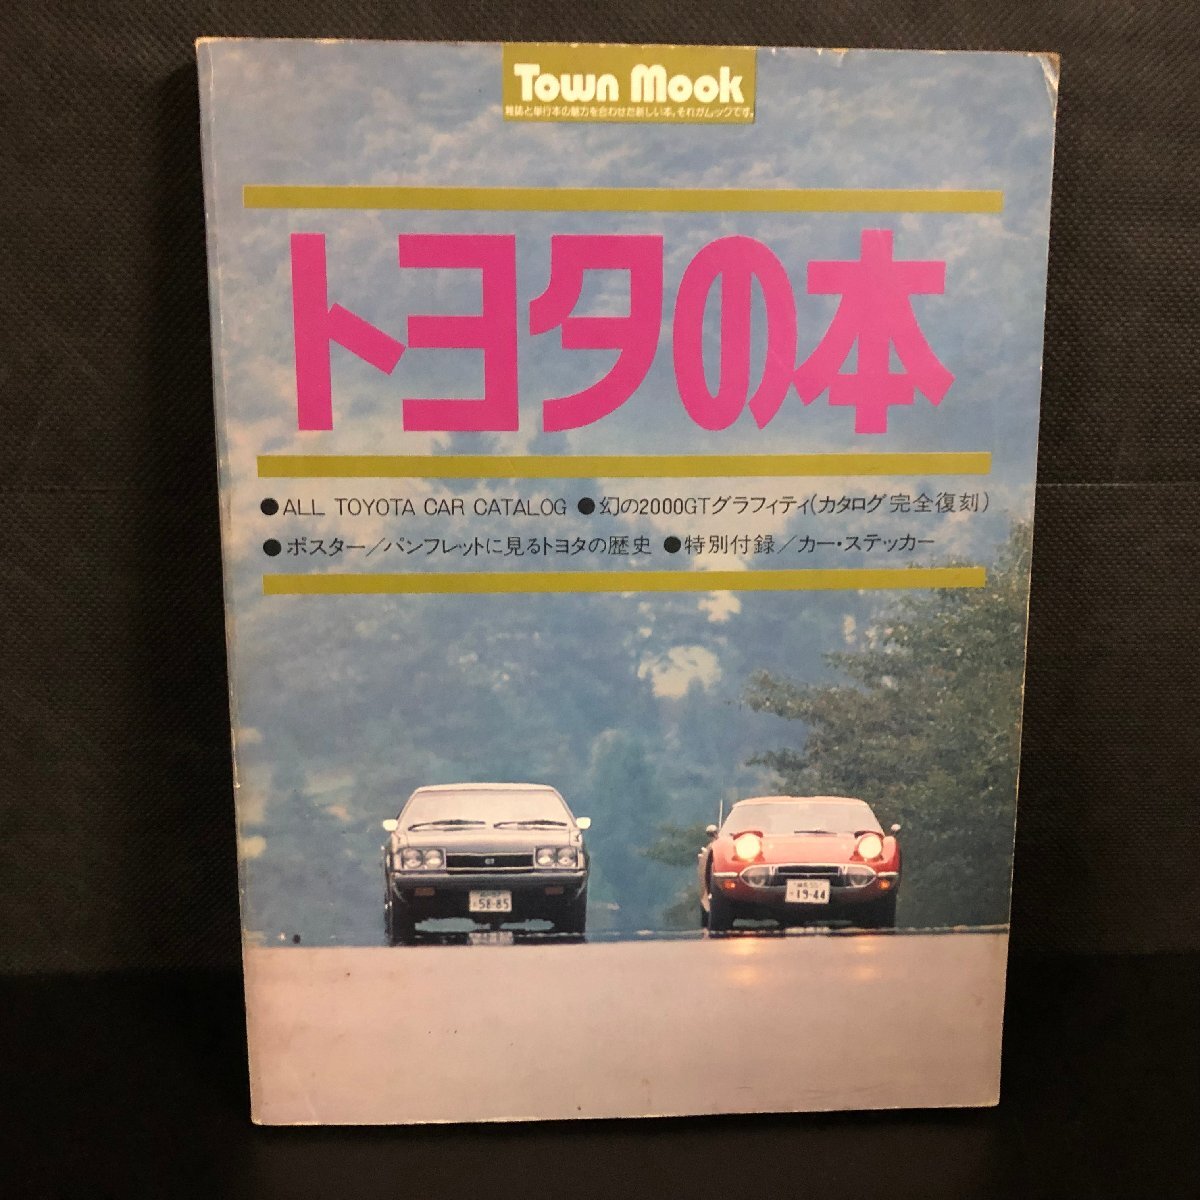 Town Mook
雑誌と単行本の魅力を合わせた新しい本。それがムックです。
トヨタの本
●ALL TOYOTA CAR CATALOG ●幻の2000GTグラフィティ(カタログ完全復刻)
●ポスター/パンフレットに見るトヨタの歴史 ●特別付録/カー・ステッカー
GT
58-85
19-44